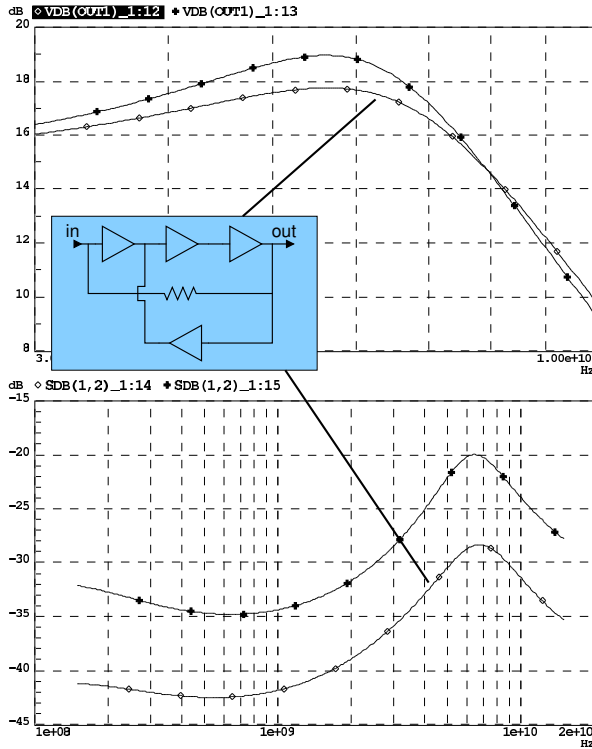 dB ◇ VDB(OUT1)_1:12 ✚ VDB(OUT1)_1:13
20
18
16
14
12
10
8
in
out
1.00e+10
Hz
dB ◇ SDB(1,2)_1:14 ✚ SDB(1,2)_1:15
-15
-20
-25
-30
-35
-40
-45
1e+08
1e+09
1e+10
2e+10
Hz